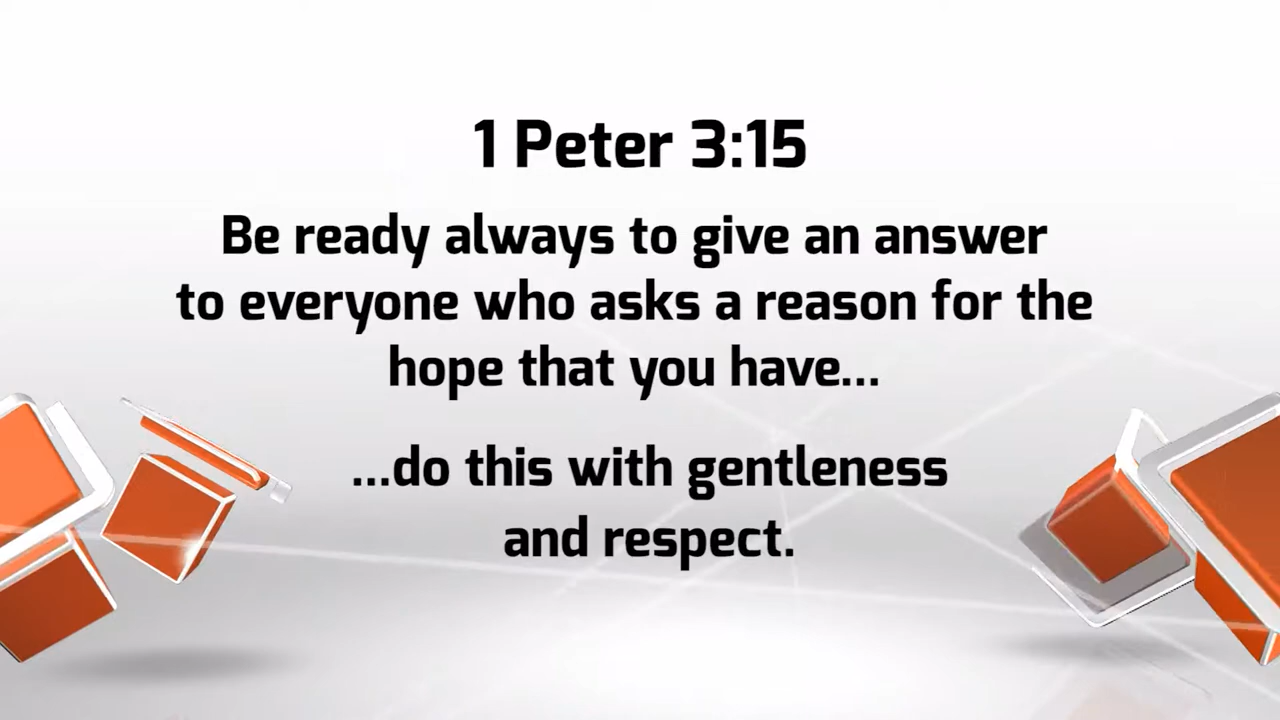 1 Peter 3:15
Be ready always to give an answer
to everyone who asks a reason for the
hope that you have...
...do this with gentleness
and respect.